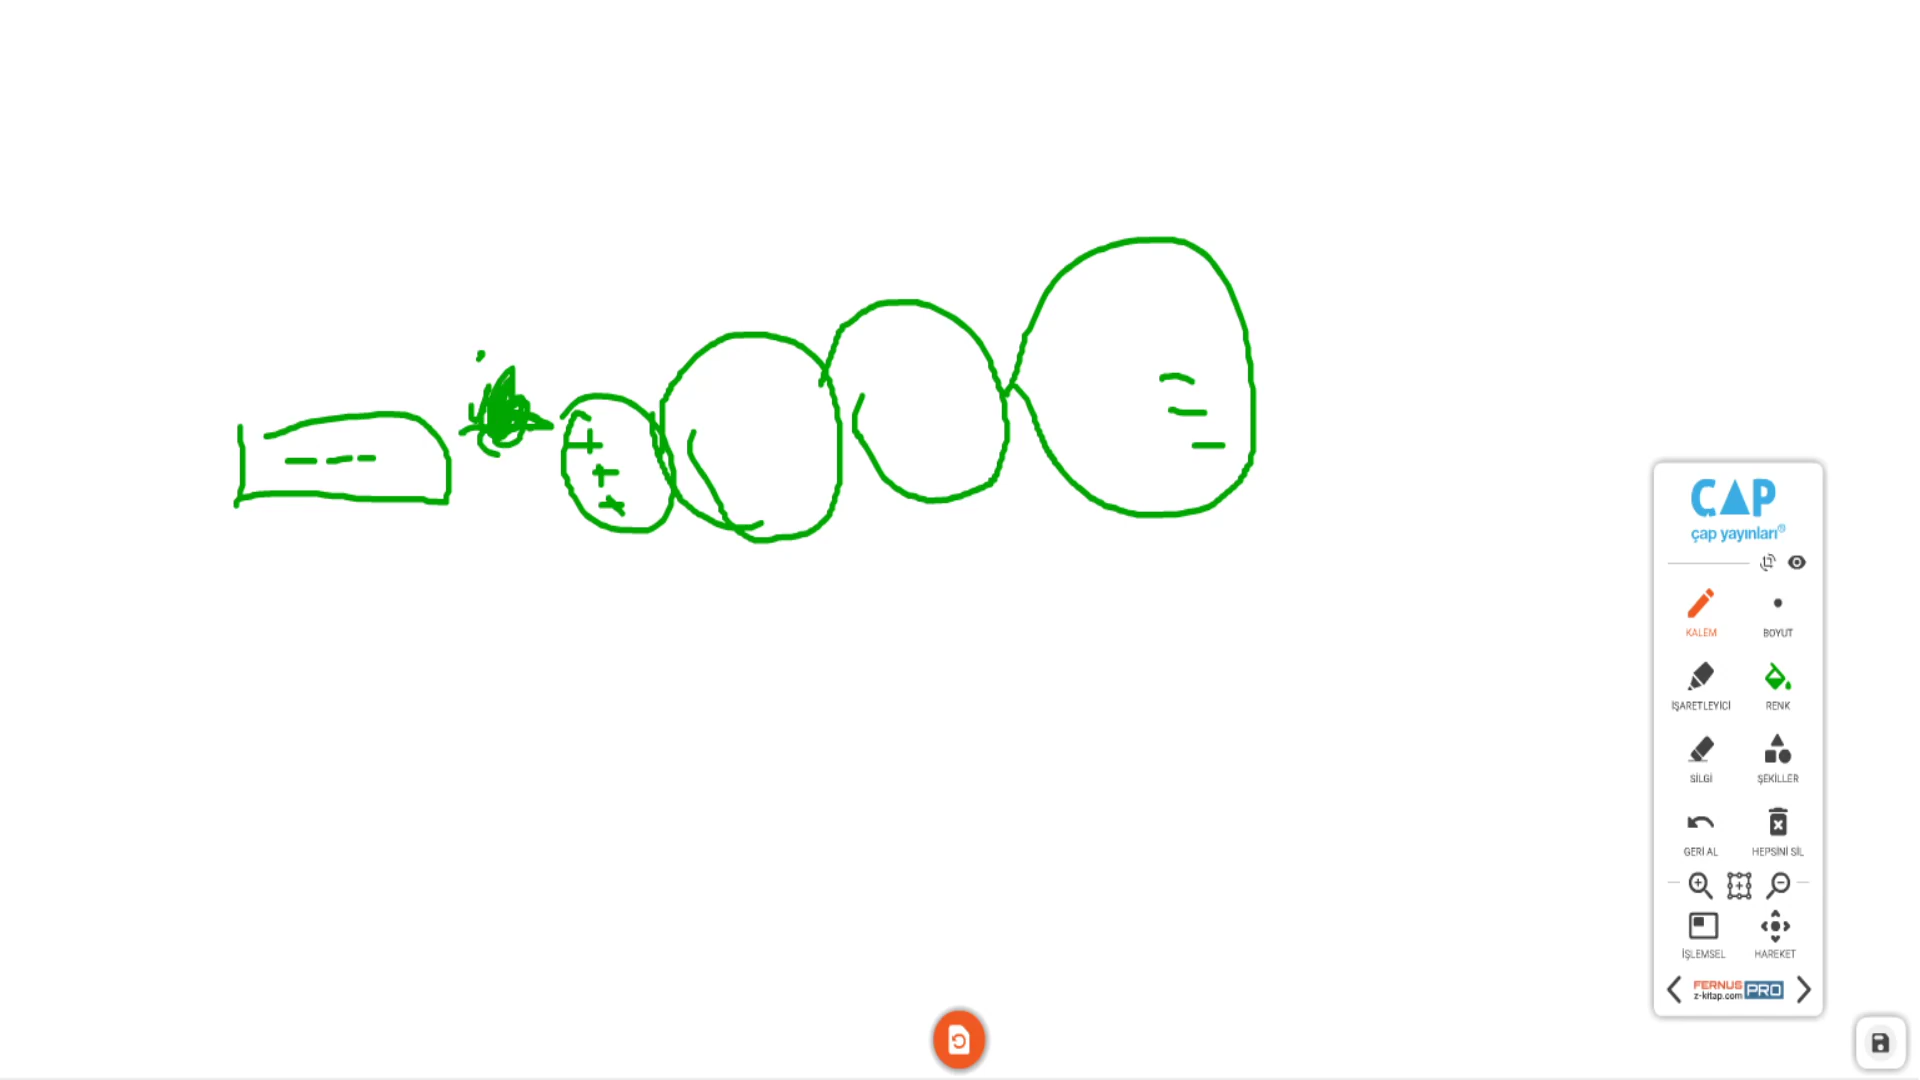 - - -
+
+
+
-
-
-
ÇAP
çap yayınları®
KALEM
BOYUT
İŞARETLEYİCİ
RENK
SİLGİ
ŞEKİLLER
GERİ AL
HEPSİNİ SİL
İŞLEMSEL
HAREKET
FERNUS
z-kitap.com PRO